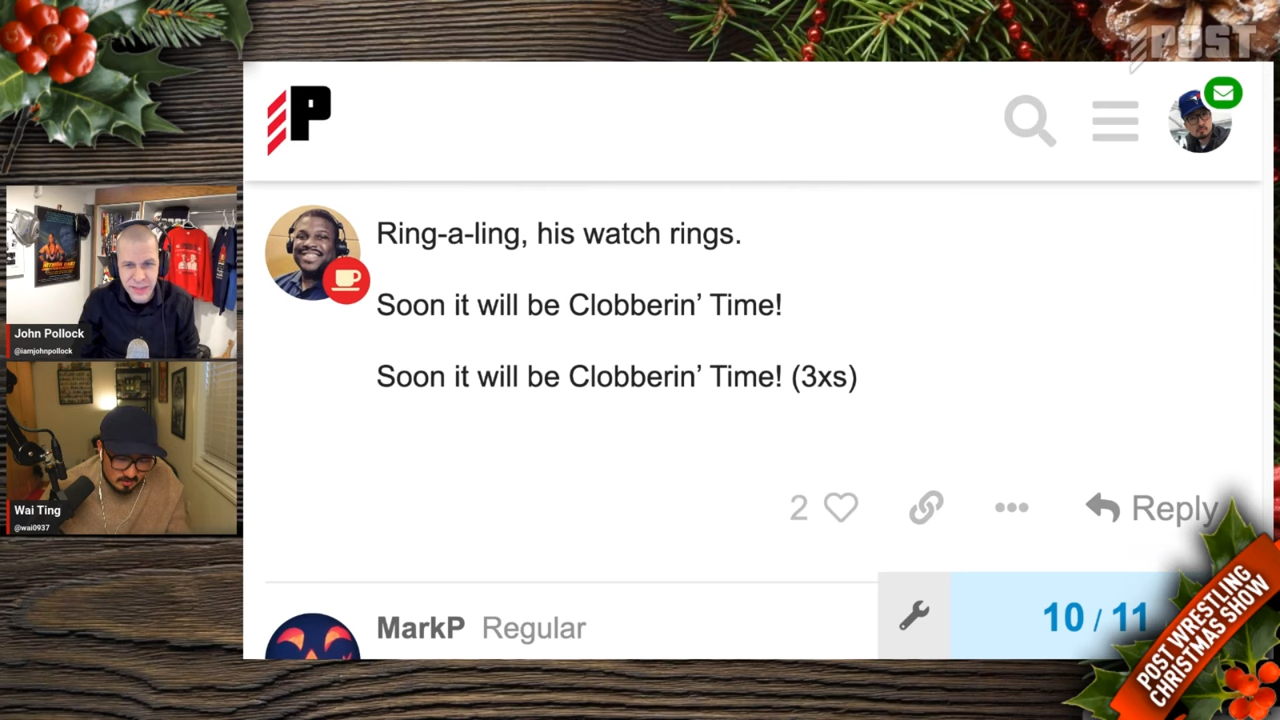 POST
P
Ring-a-ling, his watch rings.
Soon it will be Clobberin’ Time!
Soon it will be Clobberin’ Time! (3xs)
2
Reply
MarkP Regular
10 / 11
John Pollock
@iamjohnpollock
Wai Ting
@wai0937
POST WRESTLING
CHRISTMAS SHOW